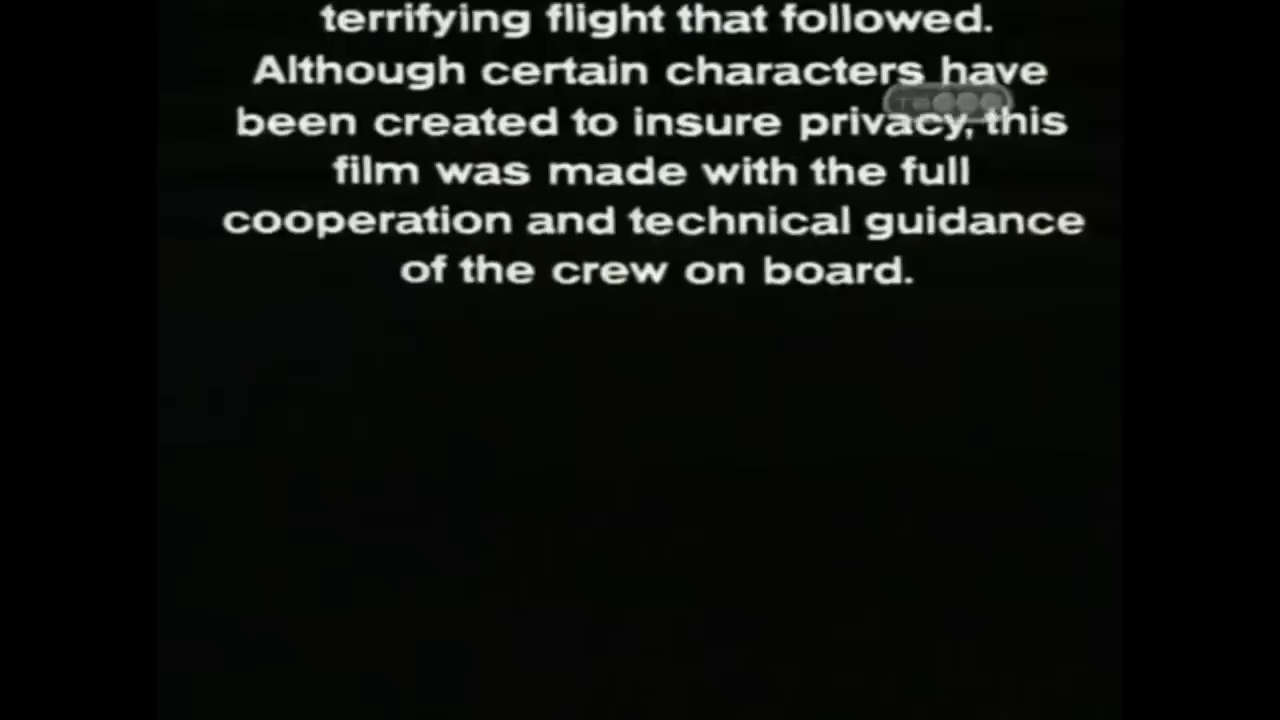 terrifying flight that followed.
Although certain characters have
been created to insure privacy, this
film was made with the full
cooperation and technical guidance
of the crew on board.